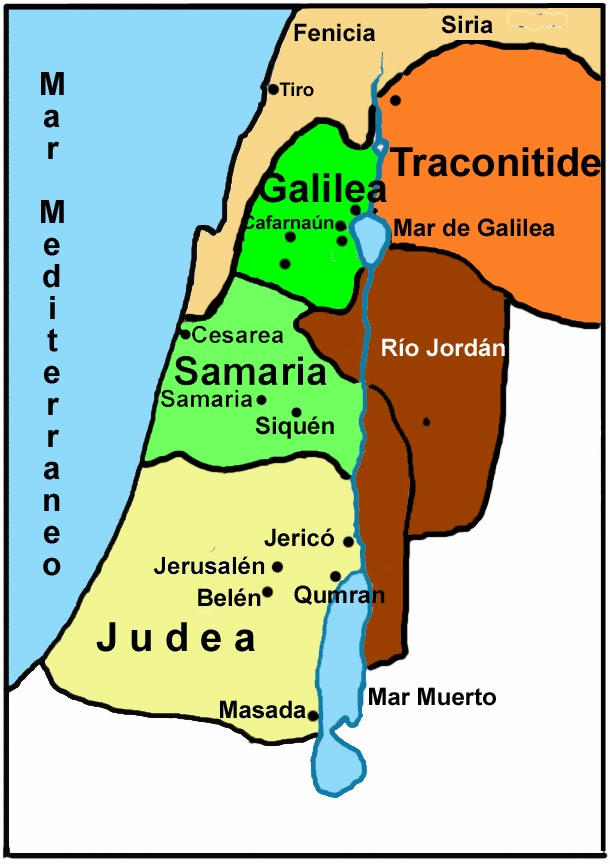 Fenicia
Siria
Tiro
Mar Mediterraneo
Traconitide
Galilea
Cafarnaún
Mar de Galilea
Cesarea
Río Jordán
Samaria
Samaria
Siquén
Jericó
Jerusalén
Belén
Qumran
Judea
Mar Muerto
Masada